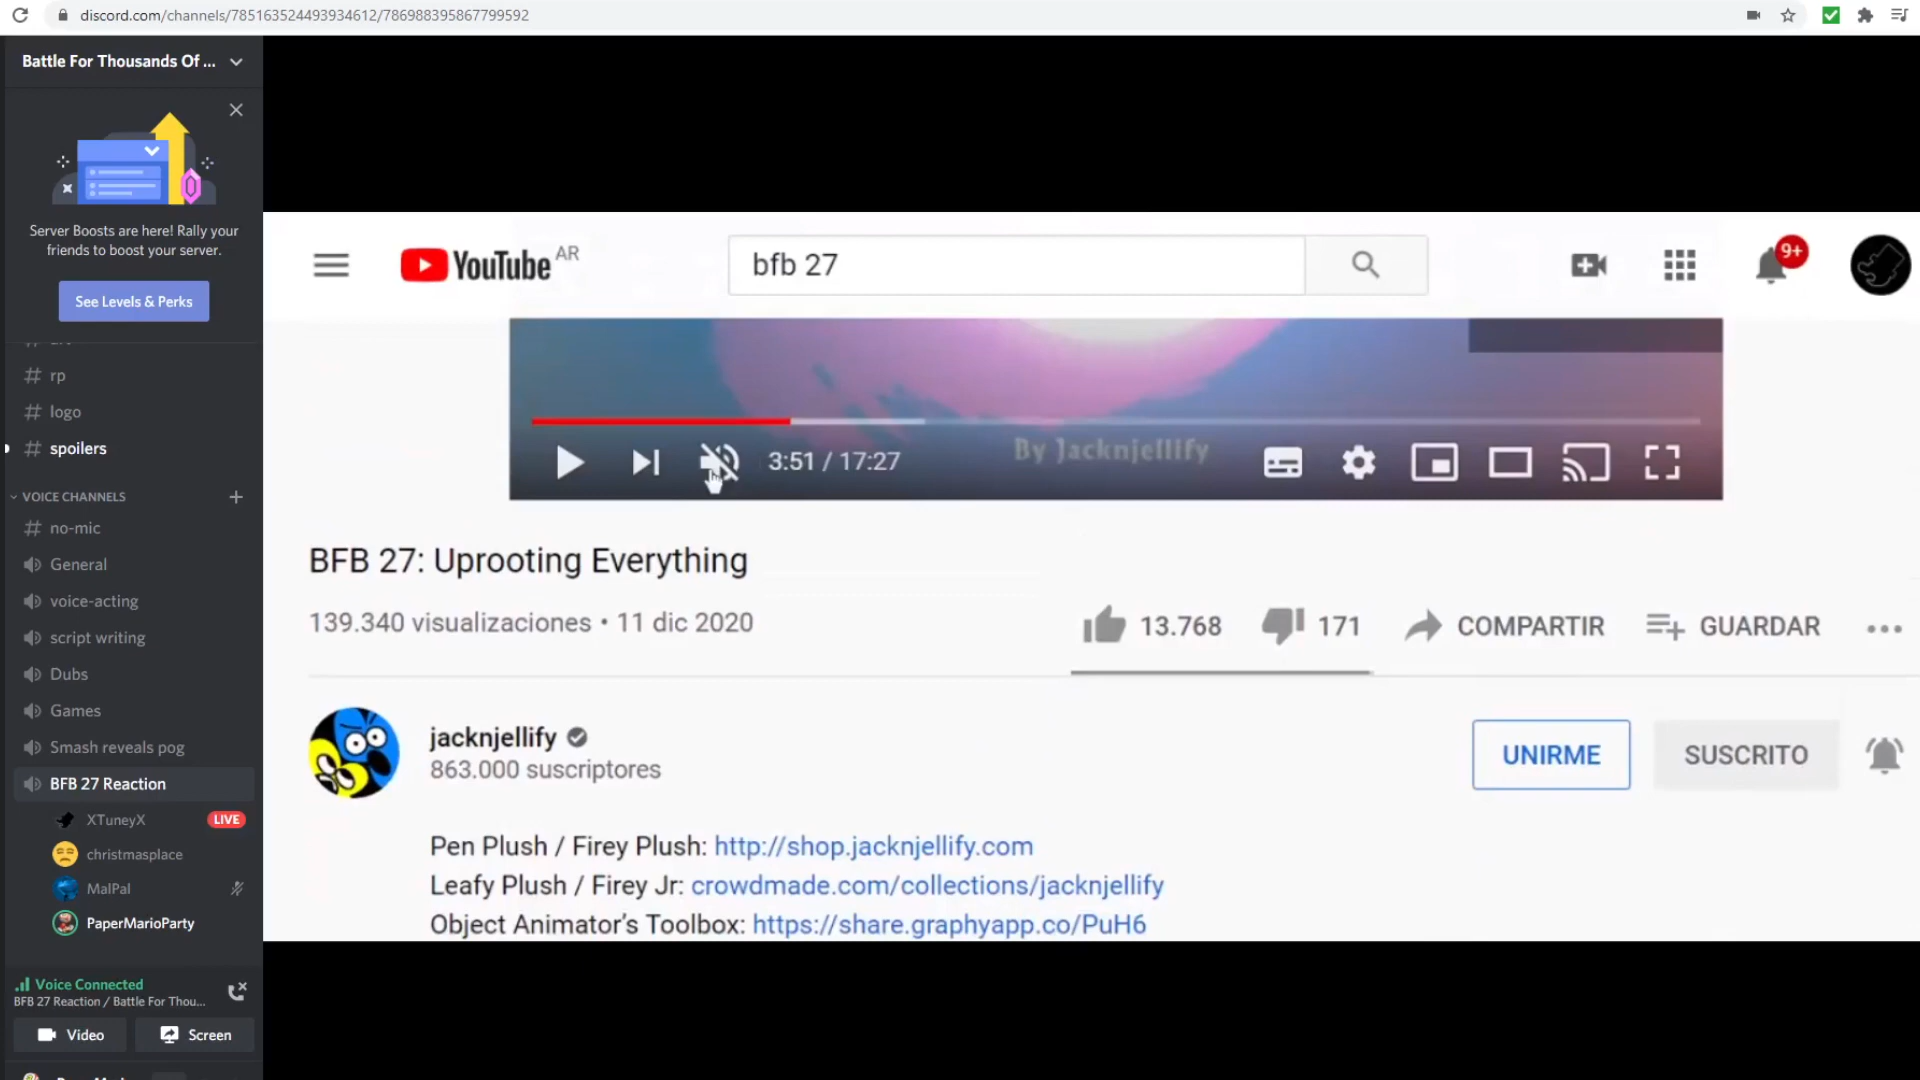 discord.com/channels/785163524493934612/786988395867799592
Battle For Thousands Of ...
Server Boosts are here! Rally your
friends to boost your server.
See Levels & Perks
rp
logo
spoilers
VOICE CHANNELS
no-mic
General
voice-acting
script writing
Dubs
Games
Smash reveals pog
BFB 27 Reaction
XTuneyX LIVE
christmasplace
MalPal
PaperMarioParty
Voice Connected
BFB 27 Reaction / Battle For Thou...
Video Screen
YouTube AR
bfb 27
9+
3:51 / 17:27
By Jacknjellify
BFB 27: Uprooting Everything
139.340 visualizaciones • 11 dic 2020
13.768 171 COMPARTIR GUARDAR
jacknjellify
863.000 suscriptores
UNIRME SUSCRITO
Pen Plush / Firey Plush: http://shop.jacknjellify.com
Leafy Plush / Firey Jr: crowdmade.com/collections/jacknjellify
Object Animator's Toolbox: https://share.graphyapp.co/PuH6